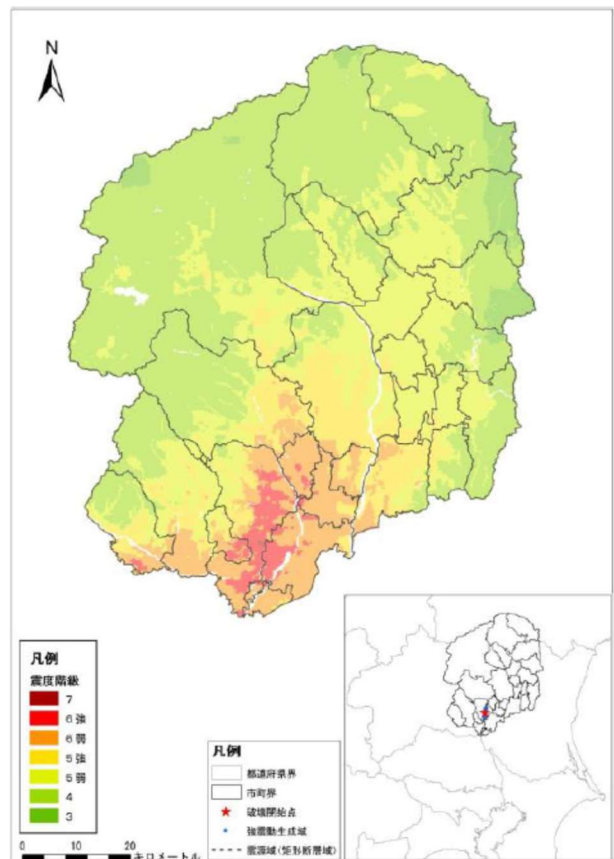 N
凡例
震度階級
7
6強
6弱
5強
5弱
4
3
0 10 20
キロメートル
凡例
都道府県界
市町界
破壊開始点
強震動生成域
震源域(矩形断層域)